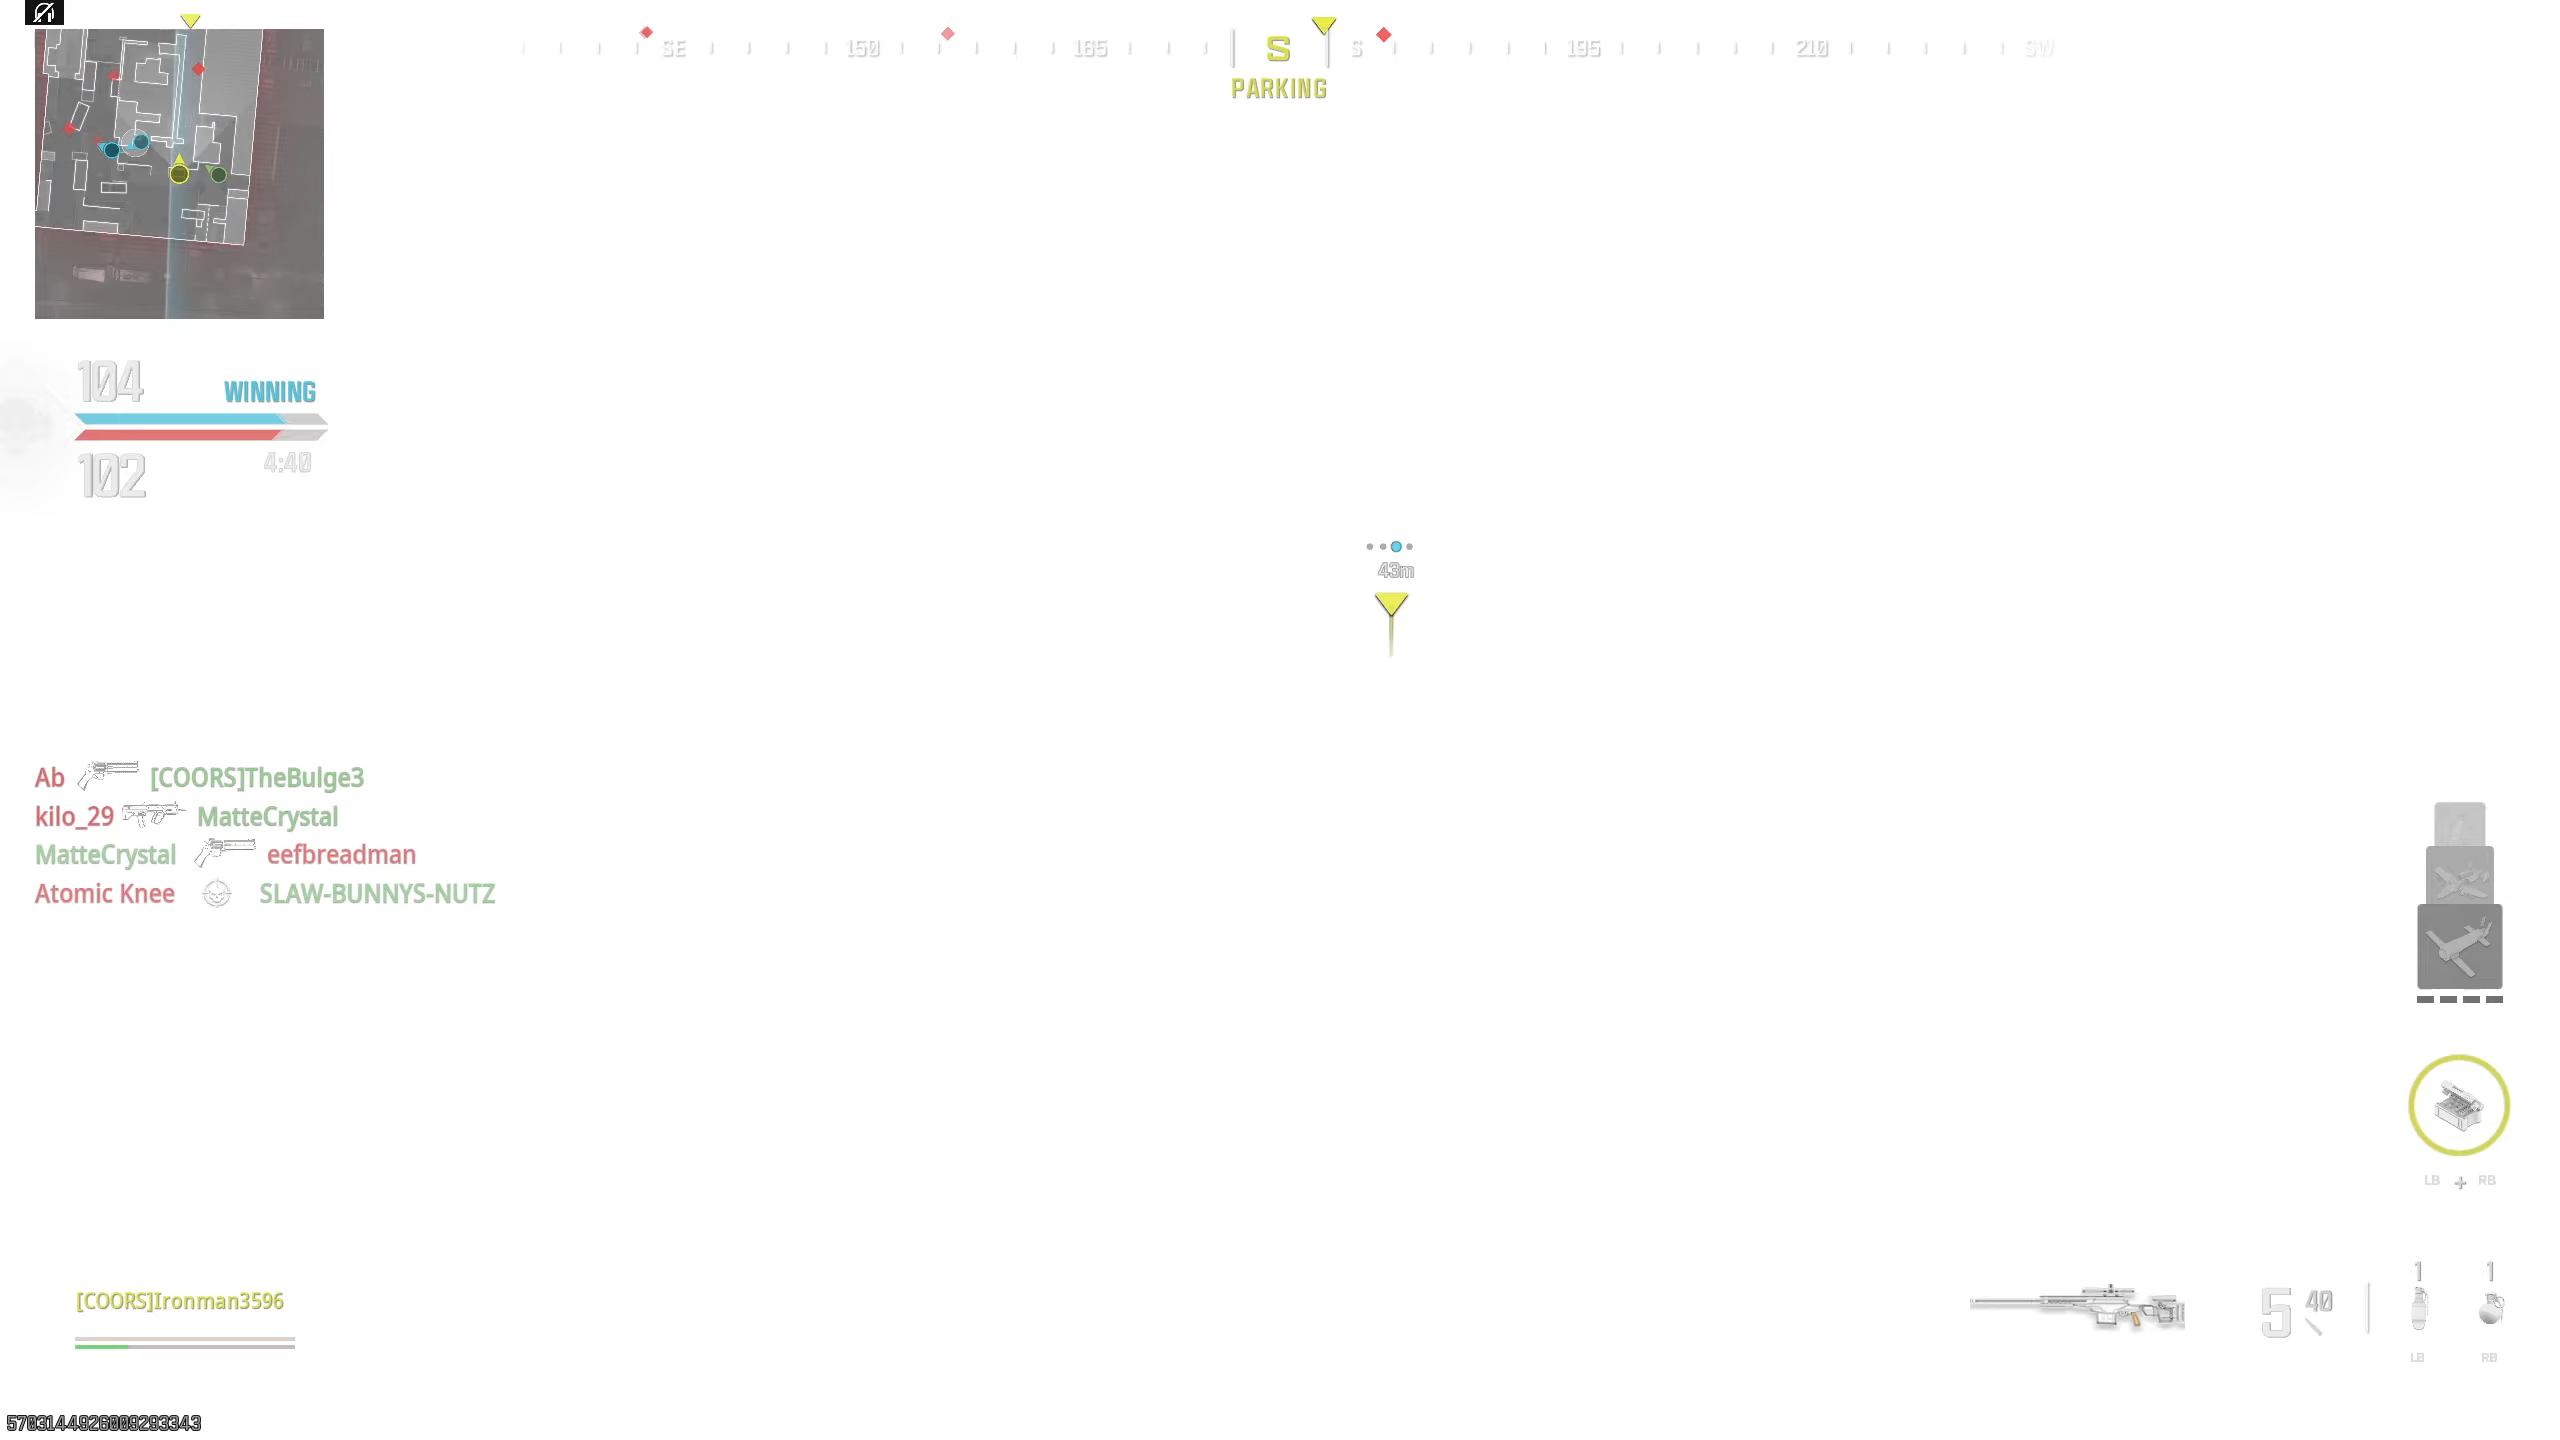 SE 150 165 S S 195 210 SW
PARKING
104 WINNING
102 4:40
43m
Ab [COORS]TheBulge3
kilo_29 MatteCrystal
MatteCrystal eefbreadman
Atomic Knee SLAW-BUNNYS-NUTZ
LB + RB
[COORS]Ironman3596
1 1
5 40
LB RB
5703144926009293343